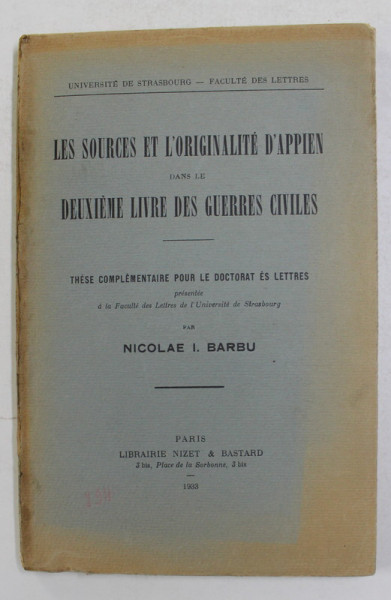 UNIVERSITÉ DE STRASBOURG — FACULTÉ DES LETTRES
LES SOURCES ET L'ORIGINALITÉ D'APPIEN
DANS LE
DEUXIÈME LIVRE DES GUERRES CIVILES
THÈSE COMPLÉMENTAIRE POUR LE DOCTORAT ÈS LETTRES
présentée
à la Faculté des Lettres de l'Université de Strasbourg
PAR
NICOLAE I. BARBU
PARIS
LIBRAIRIE NIZET & BASTARD
3 bis, Place de la Sorbonne, 3 bis
—